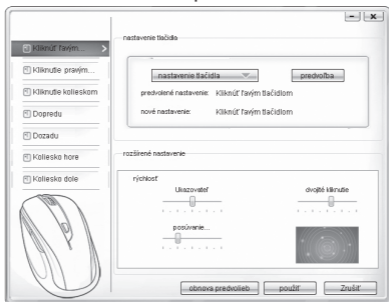 Kliknúť ľavým...
Kliknutie pravým...
Kliknutie kolieskom
Dopredu
Dozadu
Koliesko hore
Koliesko dole
nastavenie tlačidla
nastavenie tlačidla
predvoľba
predvolené nastavenie: Kliknúť ľavým tlačidlom
nové nastavenie: Kliknúť ľavým tlačidlom
rozšírené nastavenie
rýchlosť
Ukazovateľ
dvojité kliknutie
posúvanie...
obnova predvolieb
použiť
Zrušiť